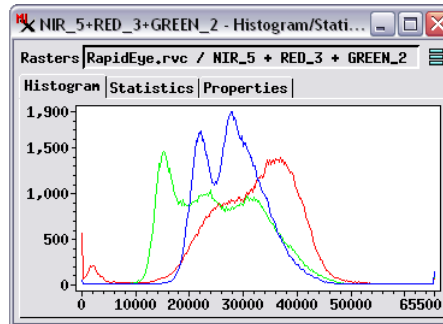 NIR_5+RED_3+GREEN_2 - Histogram/Stati...
Rasters RapidEye.rvc / NIR_5 + RED_3 + GREEN_2
Histogram Statistics Properties
1,900
1,500
1,000
500
0
0 10000 20000 30000 40000 50000 65500